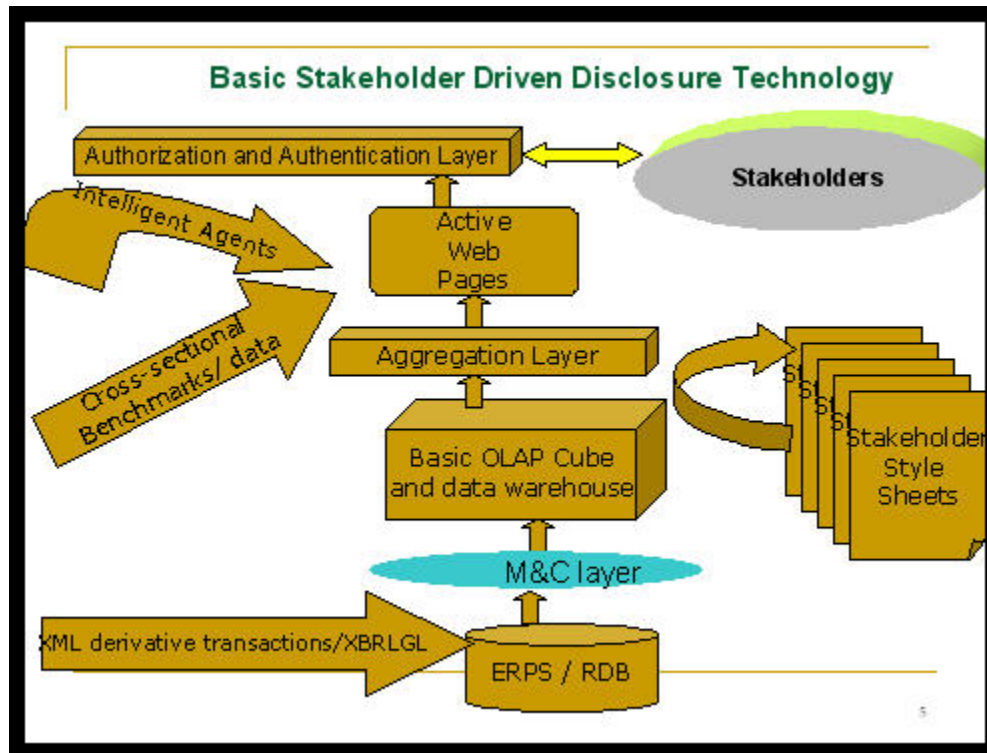 Basic Stakeholder Driven Disclosure Technology
Authorization and Authentication Layer
Stakeholders
Intelligent Agents
Active
Web
Pages
Cross-sectional
Benchmarks/ data
Aggregation Layer
Basic OLAP Cube
and data warehouse
Stakeholder
Style
Sheets
M&C layer
XML derivative transactions/XBRLGL
ERPS / RDB
5